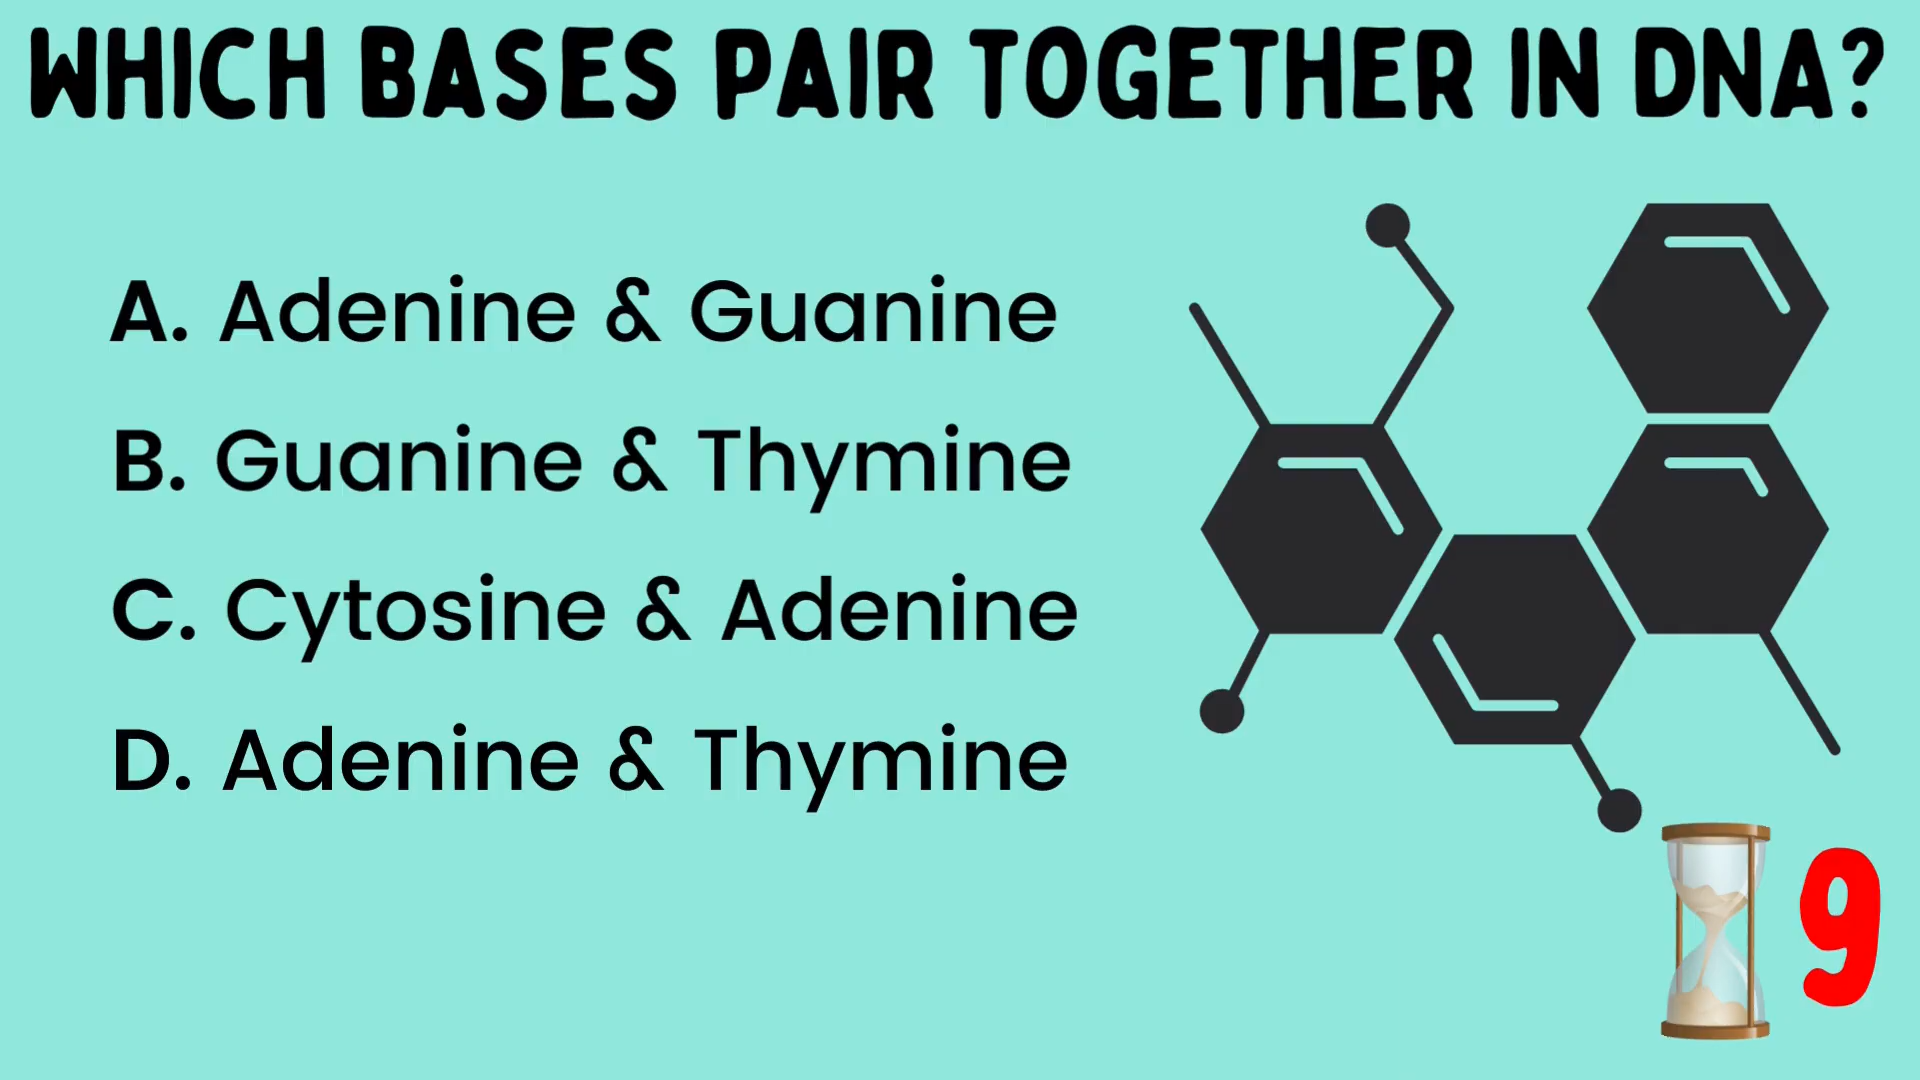 WHICH BASES PAIR TOGETHER IN DNA?
A. Adenine & Guanine
B. Guanine & Thymine
C. Cytosine & Adenine
D. Adenine & Thymine
9